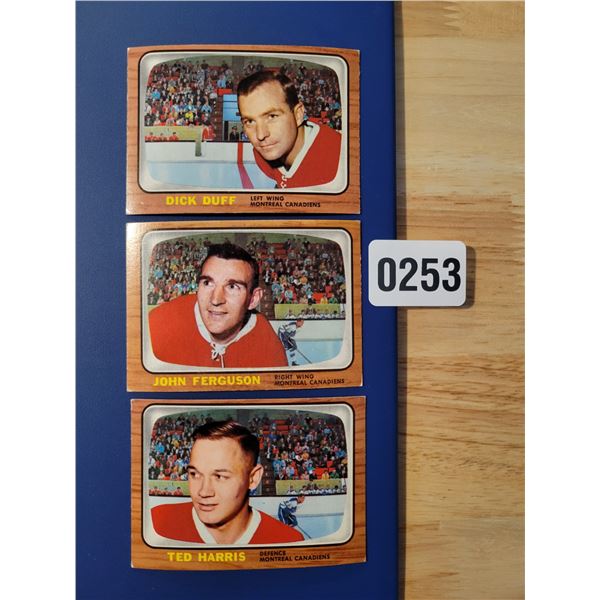 DICK DUFF
LEFT WING
MONTREAL CANADIENS
JOHN FERGUSON
RIGHT WING
MONTREAL CANADIENS
TED HARRIS
DEFENCE
MONTREAL CANADIENS
0253